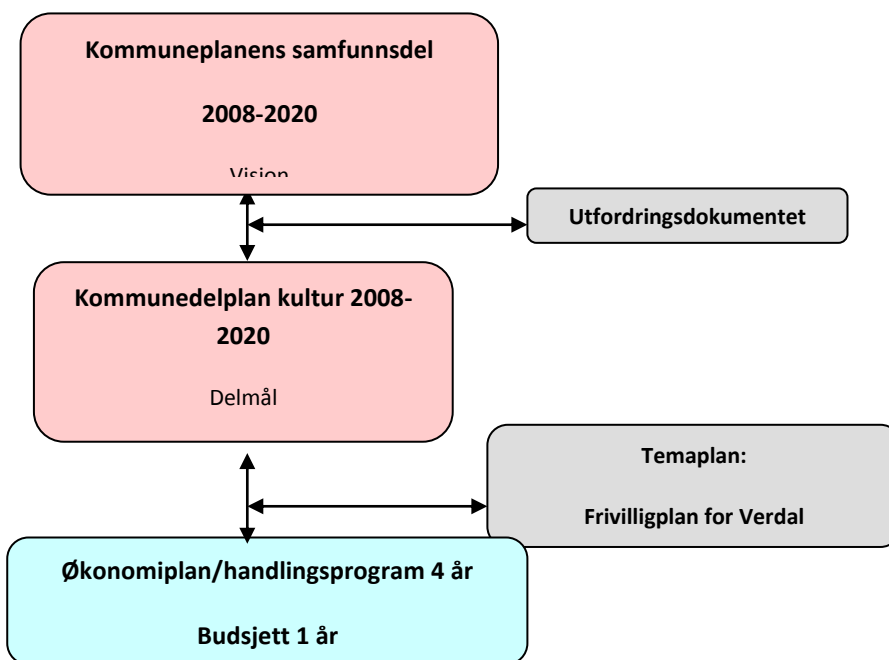 Kommuneplanens samfunnsdel
2008-2020
Visjon
Utfordringsdokumentet
Kommunedelplan kultur 2008-
2020
Delmål
Temaplan:
Frivilligplan for Verdal
Økonomiplan/handlingsprogram 4 år
Budsjett 1 år